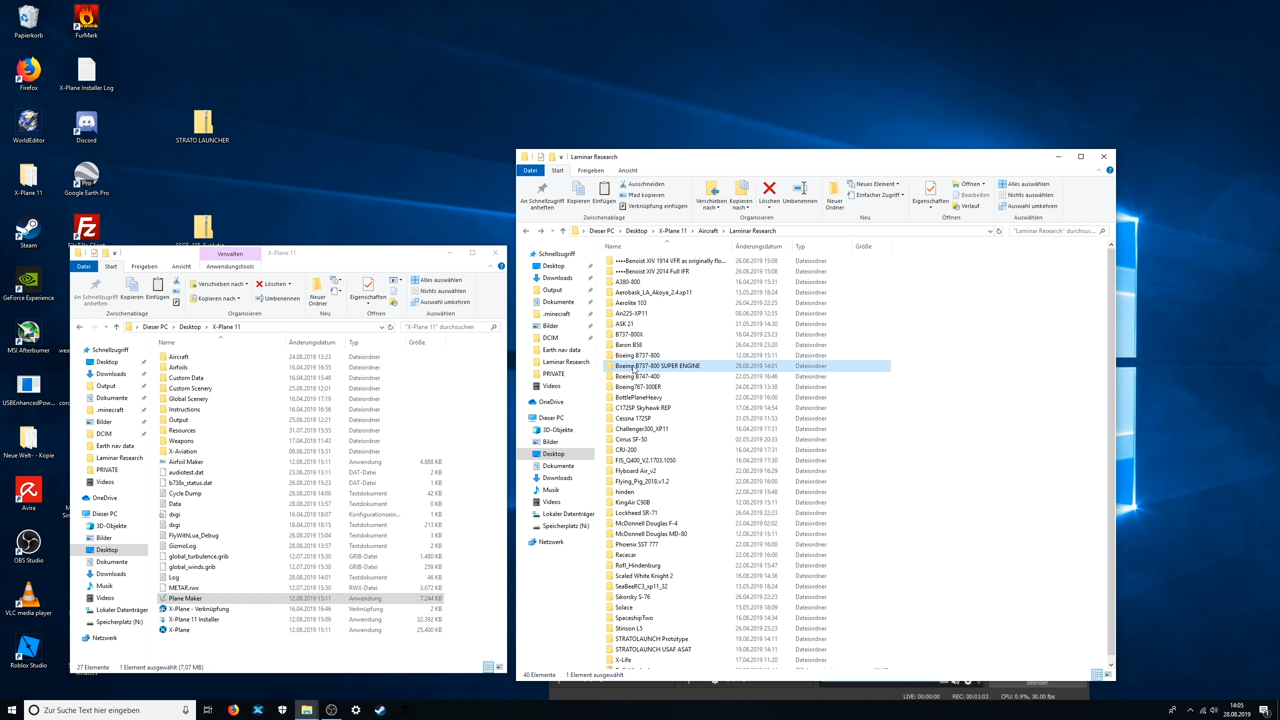 Papierkorb
FurMark
Firefox
X-Plane Installer Log
WorldEditor
Discord
STRATO LAUNCHER
X-Plane 11
Google Earth Pro
Steam
GeForce Experience
MSI Afterburner
Neue Welt- - Kopie
Avira
OBS Studio
VLC media player
Roblox Studio
Verwalten
X-Plane 11
Datei
Start
Freigeben
Ansicht
Anwendungstools
An Schnellzugriff anheften
Kopieren
Einfügen
Verschieben nach
Kopieren nach
Löschen
Umbenennen
Neuer Ordner
Eigenschaften
Alles auswählen
Nichts auswählen
Auswahl umkehren
Zwischenablage
Organisieren
Neu
Öffnen
Auswählen
Dieser PC > Desktop > X-Plane 11
"X-Plane 11" durchsuchen
Schnellzugriff
Desktop
Downloads
Output
Dokumente
.minecraft
Bilder
DCIM
Earth nav data
Laminar Research
PRIVATE
Videos
OneDrive
Dieser PC
3D-Objekte
Bilder
Desktop
Dokumente
Downloads
Musik
Videos
Lokaler Datenträger
Speicherplatte (N:)
Netzwerk
Name Änderungsdatum Typ Größe
Aircraft 24.08.2019 13:23 Dateiordner
Airfoils 16.04.2019 16:55 Dateiordner
Custom Data 16.04.2019 15:48 Dateiordner
Custom Scenery 25.08.2019 12:01 Dateiordner
Global Scenery 16.04.2019 17:19 Dateiordner
Instructions 16.04.2019 16:56 Dateiordner
Output 25.08.2019 12:21 Dateiordner
Resources 31.07.2019 15:55 Dateiordner
Weapons 17.04.2019 11:43 Dateiordner
X-Aviation 09.06.2019 15:31 Dateiordner
Airfoil Maker 12.08.2019 15:11 Anwendung 4.888 KB
audiotest.dat 23.06.2019 13:11 DAT-Datei 2 KB
b738x_status.dat 26.08.2019 15:23 DAT-Datei 1 KB
Cycle Dump 28.08.2019 14:00 Textdokument 42 KB
Data 28.08.2019 13:57 Textdokument 0 KB
dxgi 16.04.2019 18:07 Konfigurationsein... 1 KB
dxgi 18.04.2019 18:15 Textdokument 213 KB
FlyWithLua_Debug 26.08.2019 15:04 Textdokument 3 KB
GizmoLog 28.08.2019 13:57 Textdokument 2 KB
global_turbulence.grib 12.07.2019 15:30 GRIB-Datei 1.480 KB
global_winds.grib 12.07.2019 15:30 GRIB-Datei 259 KB
Log 28.08.2019 14:01 Textdokument 46 KB
METAR.rwx 12.07.2019 15:30 RWX-Datei 3.072 KB
Plane Maker 12.08.2019 15:11 Anwendung 7.244 KB
X-Plane - Verknüpfung 16.04.2019 16:46 Verknüpfung 2 KB
X-Plane 11 Installer 12.08.2019 15:09 Anwendung 32.392 KB
X-Plane 12.08.2019 15:11 Anwendung 25.400 KB
27 Elemente 1 Element ausgewählt (7,07 MB)
Laminar Research
Datei
Start
Freigeben
Ansicht
An Schnellzugriff anheften
Kopieren
Einfügen
Ausschneiden
Pfad kopieren
Verknüpfung einfügen
Verschieben nach
Kopieren nach
Löschen
Umbenennen
Neuer Ordner
Neues Element
Einfacher Zugriff
Eigenschaften
Öffnen
Bearbeiten
Verlauf
Alles auswählen
Nichts auswählen
Auswahl umkehren
Zwischenablage
Organisieren
Neu
Öffnen
Auswählen
Dieser PC > Desktop > X-Plane 11 > Aircraft > Laminar Research
"Laminar Research" durchsuc...
Schnellzugriff
Desktop
Downloads
Output
Dokumente
.minecraft
Bilder
DCIM
Earth nav data
Laminar Research
PRIVATE
Videos
OneDrive
Dieser PC
3D-Objekte
Bilder
Desktop
Dokumente
Downloads
Musik
Videos
Lokaler Datenträger
Speicherplatte (N:)
Netzwerk
Name Änderungsdatum Typ Größe
••••Benoist XIV 1914 VFR as originally flo... 26.08.2019 15:08 Dateiordner
••••Benoist XIV 2014 Full IFR 26.08.2019 15:08 Dateiordner
A380-800 16.04.2019 15:31 Dateiordner
Aerobask_LA_Akoya_2.4.xp11 15.05.2019 18:24 Dateiordner
Aerolite 103 26.04.2019 22:25 Dateiordner
An225-XP11 08.06.2019 12:55 Dateiordner
ASK 21 31.05.2019 14:30 Dateiordner
B737-800X 16.04.2019 23:23 Dateiordner
Baron B58 26.04.2019 23:20 Dateiordner
Boeing B737-800 12.08.2019 15:11 Dateiordner
Boeing B737-800 SUPER ENGINE 28.08.2019 14:01 Dateiordner
Boeing B747-400 22.05.2019 16:46 Dateiordner
Boeing767-300ER 24.08.2019 13:38 Dateiordner
BottlePlaneHeavy 22.08.2019 16:00 Dateiordner
C172SP Skyhawk REP 17.06.2019 14:54 Dateiordner
Cessna 172SP 31.05.2019 11:53 Dateiordner
Challenger300_XP11 16.04.2019 17:31 Dateiordner
Cirrus SF-50 02.05.2019 20:33 Dateiordner
CRJ-200 16.04.2019 17:31 Dateiordner
FJS_Q400_V2.1703.1050 16.04.2019 17:30 Dateiordner
Flyboard Air_v2 22.08.2019 16:29 Dateiordner
Flying_Pig_2018.v1.2 22.08.2019 16:00 Dateiordner
hinden 22.08.2019 15:48 Dateiordner
KingAir C90B 12.08.2019 15:11 Dateiordner
Lockheed SR-71 26.04.2019 22:23 Dateiordner
McDonnell Douglas F-4 23.04.2019 02:02 Dateiordner
McDonnell Douglas MD-80 12.08.2019 15:11 Dateiordner
Phoenix SST 777 22.08.2019 16:00 Dateiordner
Racecar 22.08.2019 16:00 Dateiordner
Rofl_Hindenburg 22.08.2019 15:47 Dateiordner
Scaled White Knight 2 16.08.2019 14:36 Dateiordner
SeaBeeRC3_xp11_32 15.05.2019 18:24 Dateiordner
Sikorsky S-76 26.04.2019 23:23 Dateiordner
Solace 15.05.2019 18:09 Dateiordner
SpaceshipTwo 16.08.2019 14:34 Dateiordner
Stinson L5 26.04.2019 23:23 Dateiordner
STRATOLAUNCH Prototype 19.08.2019 14:11 Dateiordner
STRATOLAUNCH USAF ASAT 19.08.2019 14:11 Dateiordner
X-Life 17.04.2019 11:20 Dateiordner
40 Elemente 1 Element ausgewählt
Beenden
LIVE: 00:00:00 REC: 00:01:03 CPU: 0.9%, 30.00 fps
Zur Suche Text hier eingeben
14:05
28.08.2019